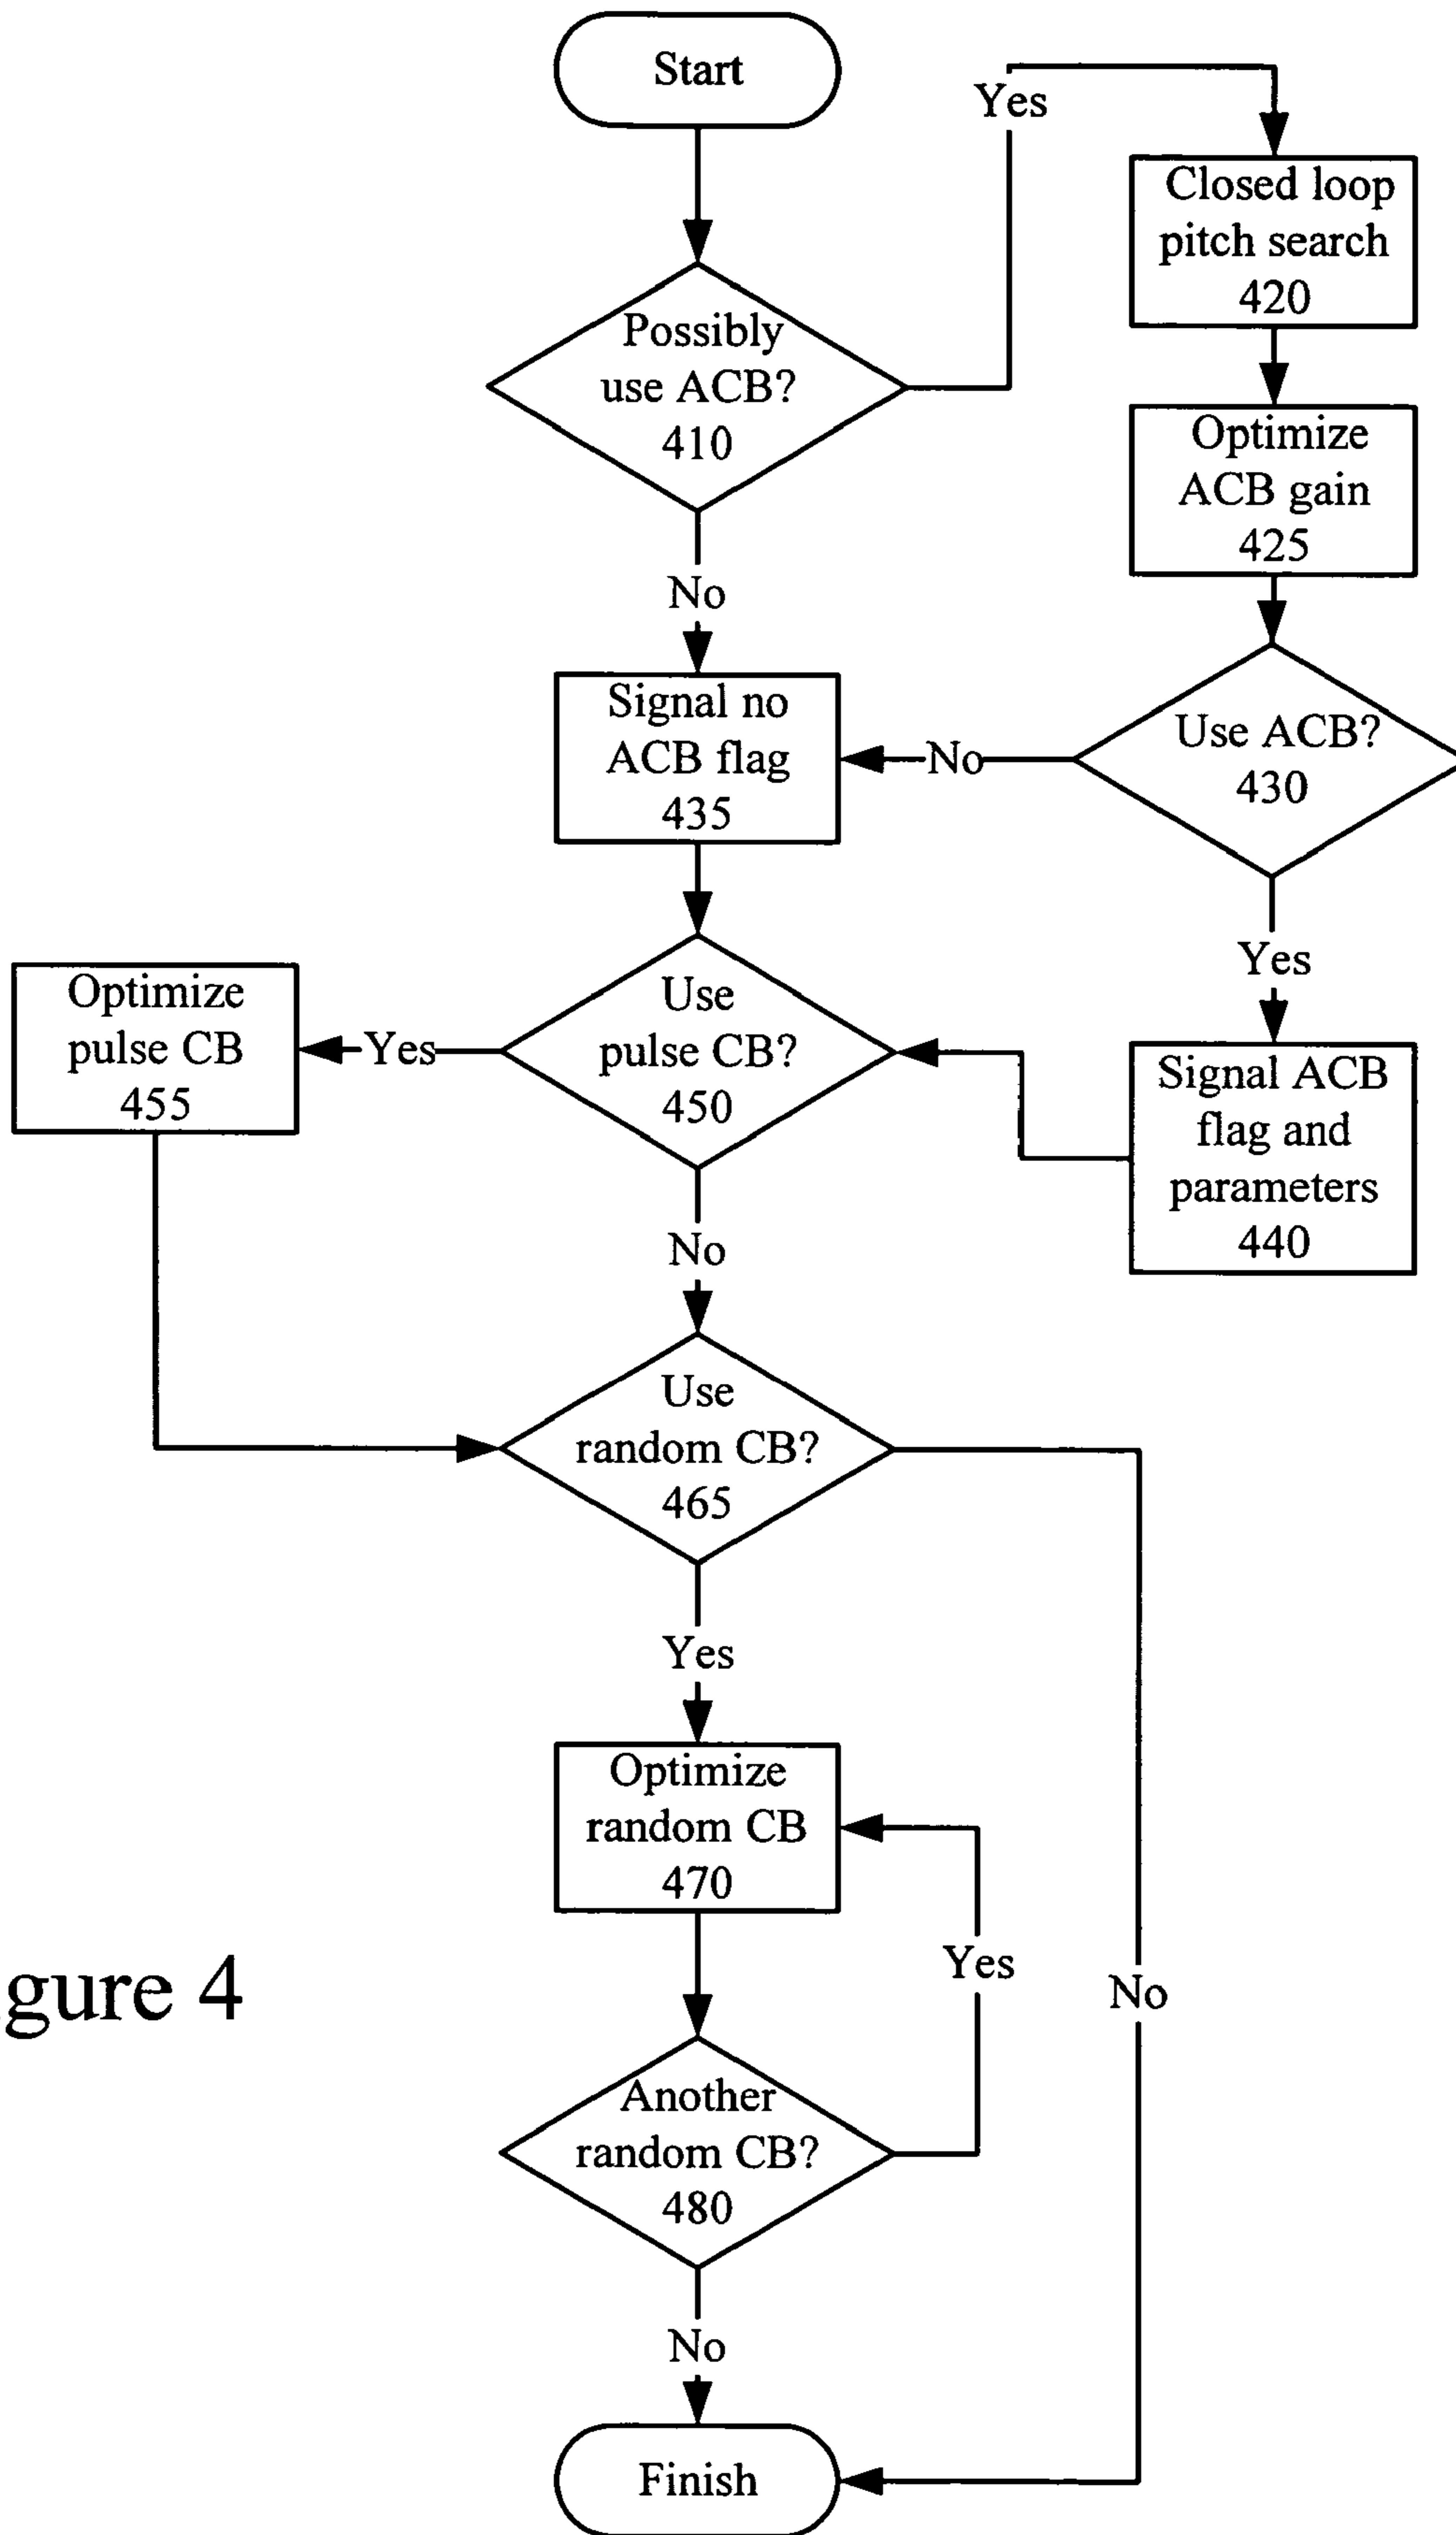 Start
Yes
Closed loop
pitch search
420
Possibly
use ACB?
410
Optimize
ACB gain
425
No
Signal no
ACB flag
435
No
Use ACB?
430
Yes
Optimize
pulse CB
455
Yes
Use
pulse CB?
450
Signal ACB
flag and
parameters
440
No
Use
random CB?
465
Yes
Optimize
random CB
470
Yes
No
gure 4
Another
random CB?
480
No
Finish